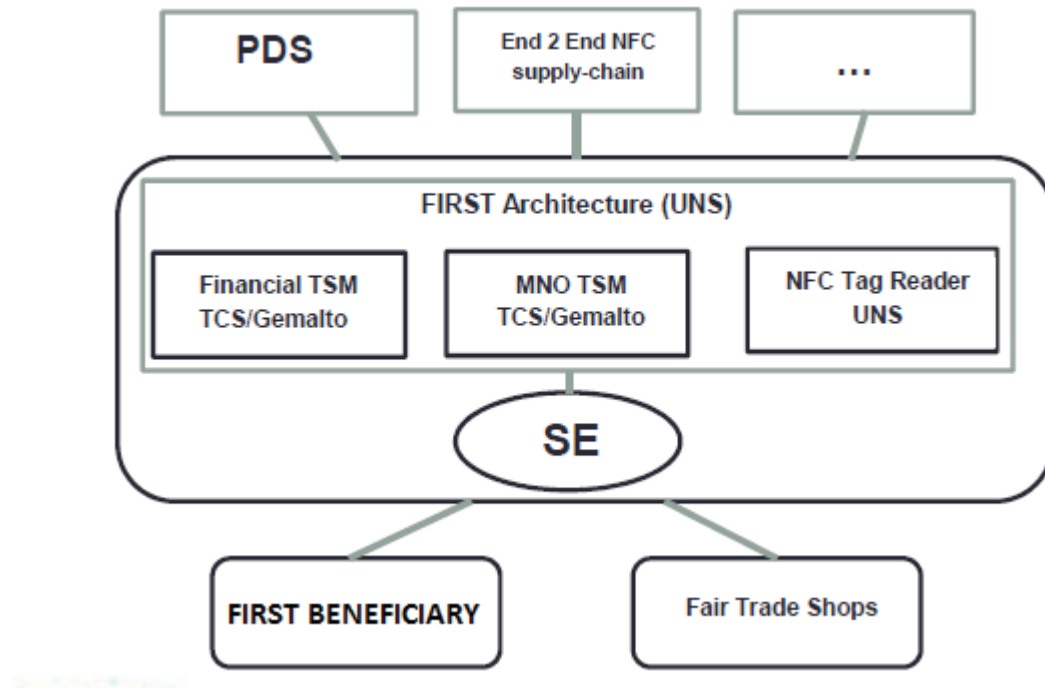 PDS
End 2 End NFC
supply-chain
...
FIRST Architecture (UNS)
Financial TSM
TCS/Gemalto
MNO TSM
TCS/Gemalto
NFC Tag Reader
UNS
SE
FIRST BENEFICIARY
Fair Trade Shops